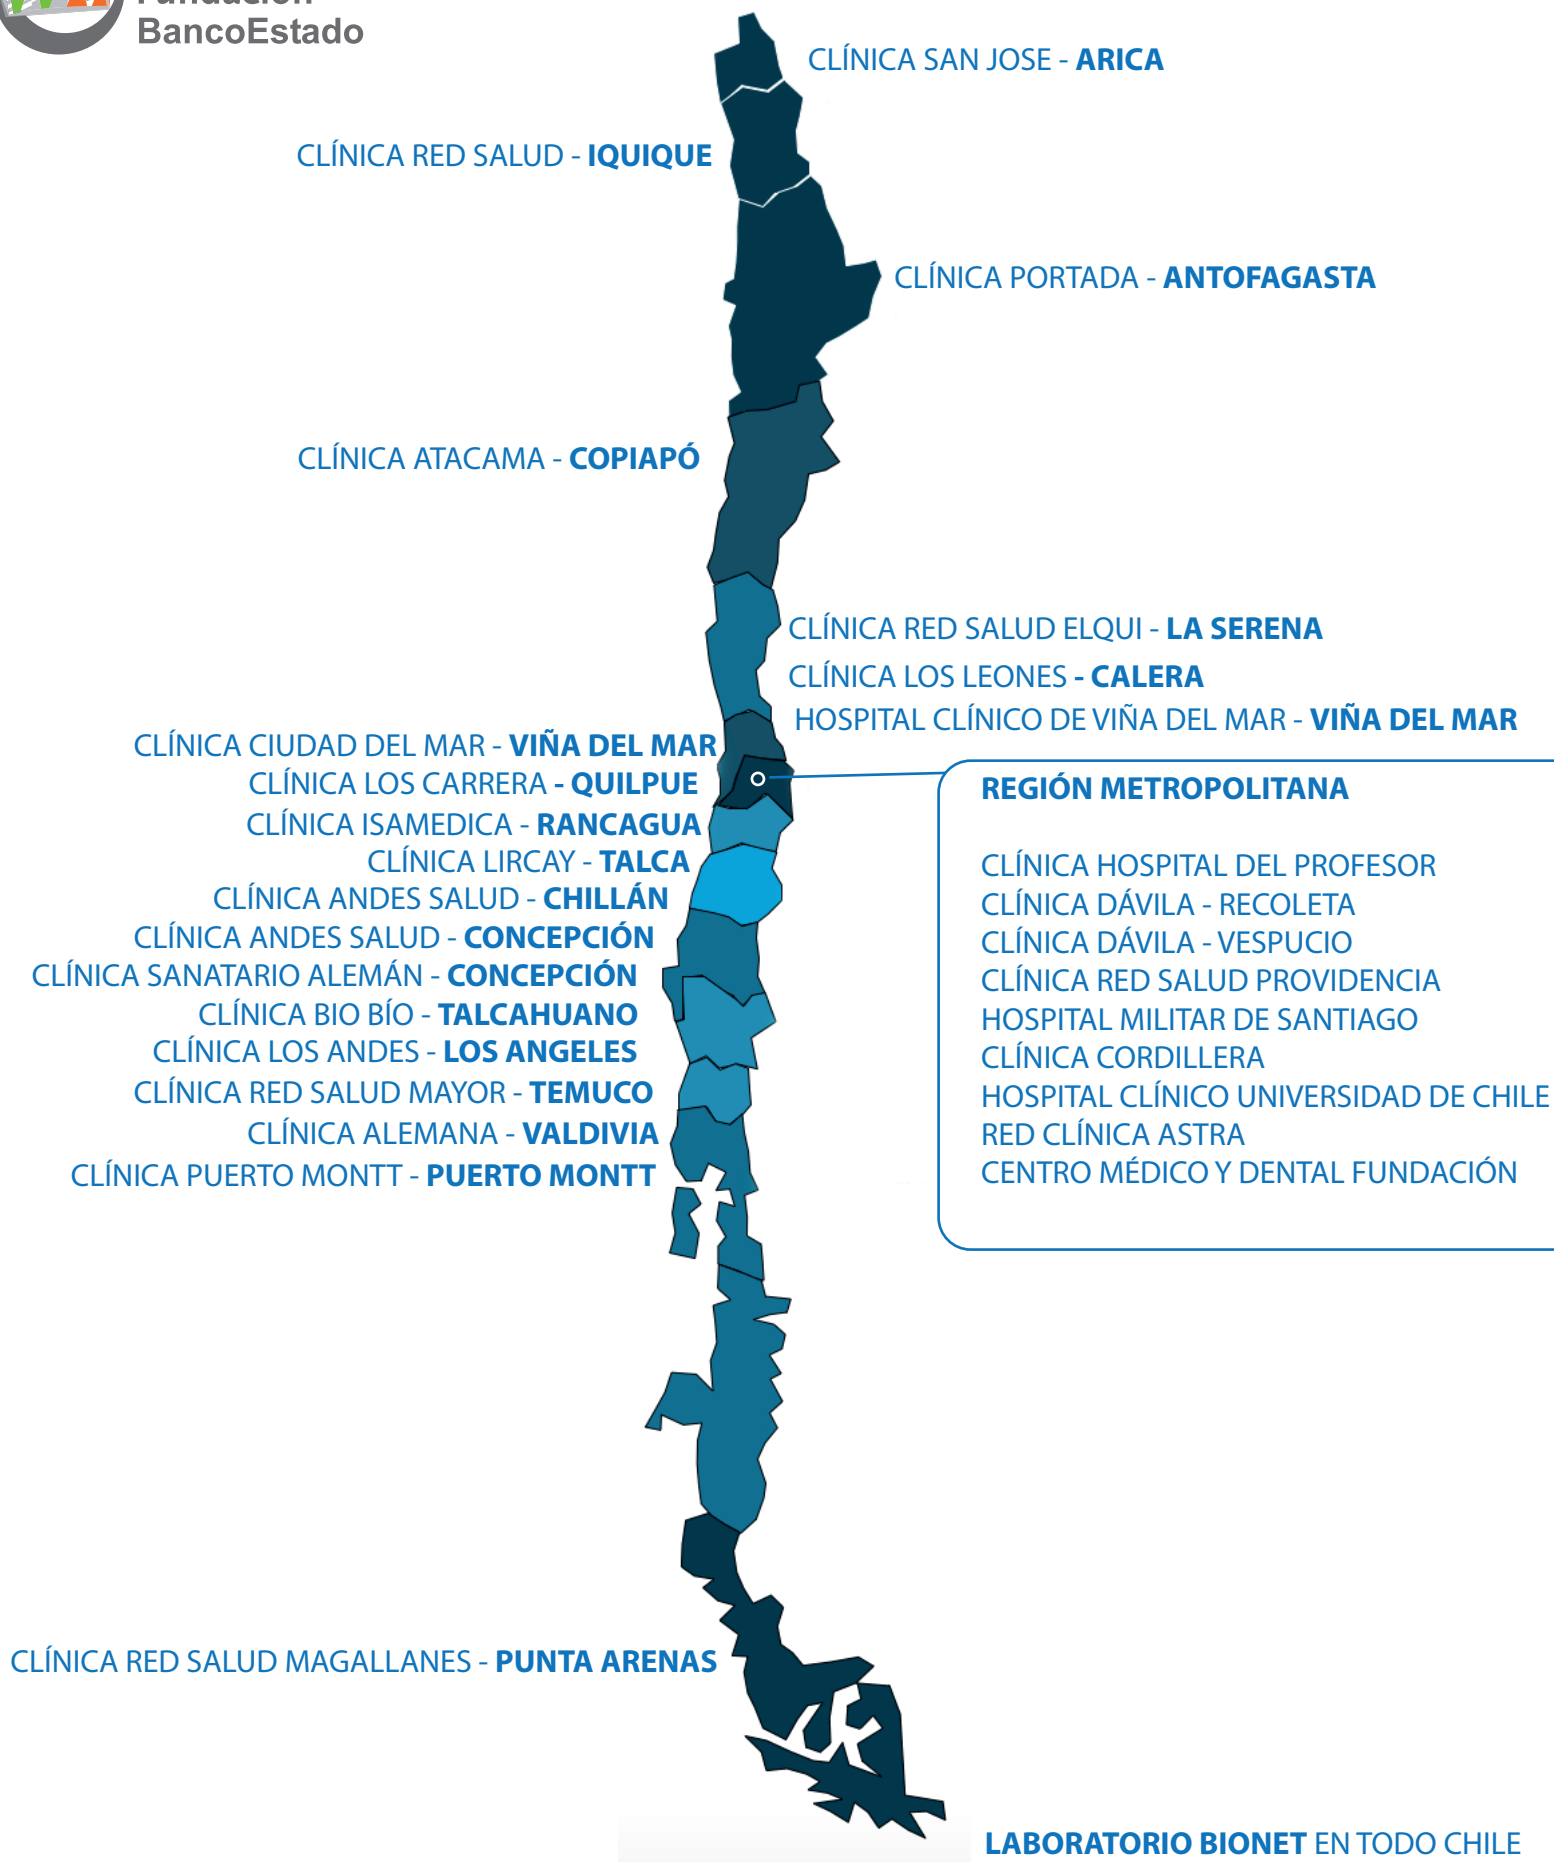 Fundación
BancoEstado
CLÍNICA SAN JOSE - ARICA
CLÍNICA RED SALUD - IQUIQUE
CLÍNICA PORTADA - ANTOFAGASTA
CLÍNICA ATACAMA - COPIAPÓ
CLÍNICA RED SALUD ELQUI - LA SERENA
CLÍNICA LOS LEONES - CALERA
HOSPITAL CLÍNICO DE VIÑA DEL MAR - VIÑA DEL MAR
CLÍNICA CIUDAD DEL MAR - VIÑA DEL MAR
CLÍNICA LOS CARRERA - QUILPUE
CLÍNICA ISAMEDICA - RANCAGUA
CLÍNICA LIRCAY - TALCA
CLÍNICA ANDES SALUD - CHILLÁN
CLÍNICA ANDES SALUD - CONCEPCIÓN
CLÍNICA SANATARIO ALEMÁN - CONCEPCIÓN
CLÍNICA BIO BÍO - TALCAHUANO
CLÍNICA LOS ANDES - LOS ANGELES
CLÍNICA RED SALUD MAYOR - TEMUCO
CLÍNICA ALEMANA - VALDIVIA
CLÍNICA PUERTO MONTT - PUERTO MONTT
REGIÓN METROPOLITANA
CLÍNICA HOSPITAL DEL PROFESOR
CLÍNICA DÁVILA - RECOLETA
CLÍNICA DÁVILA - VESPUCIO
CLÍNICA RED SALUD PROVIDENCIA
HOSPITAL MILITAR DE SANTIAGO
CLÍNICA CORDILLERA
HOSPITAL CLÍNICO UNIVERSIDAD DE CHILE
RED CLÍNICA ASTRA
CENTRO MÉDICO Y DENTAL FUNDACIÓN
CLÍNICA RED SALUD MAGALLANES - PUNTA ARENAS
LABORATORIO BIONET EN TODO CHILE